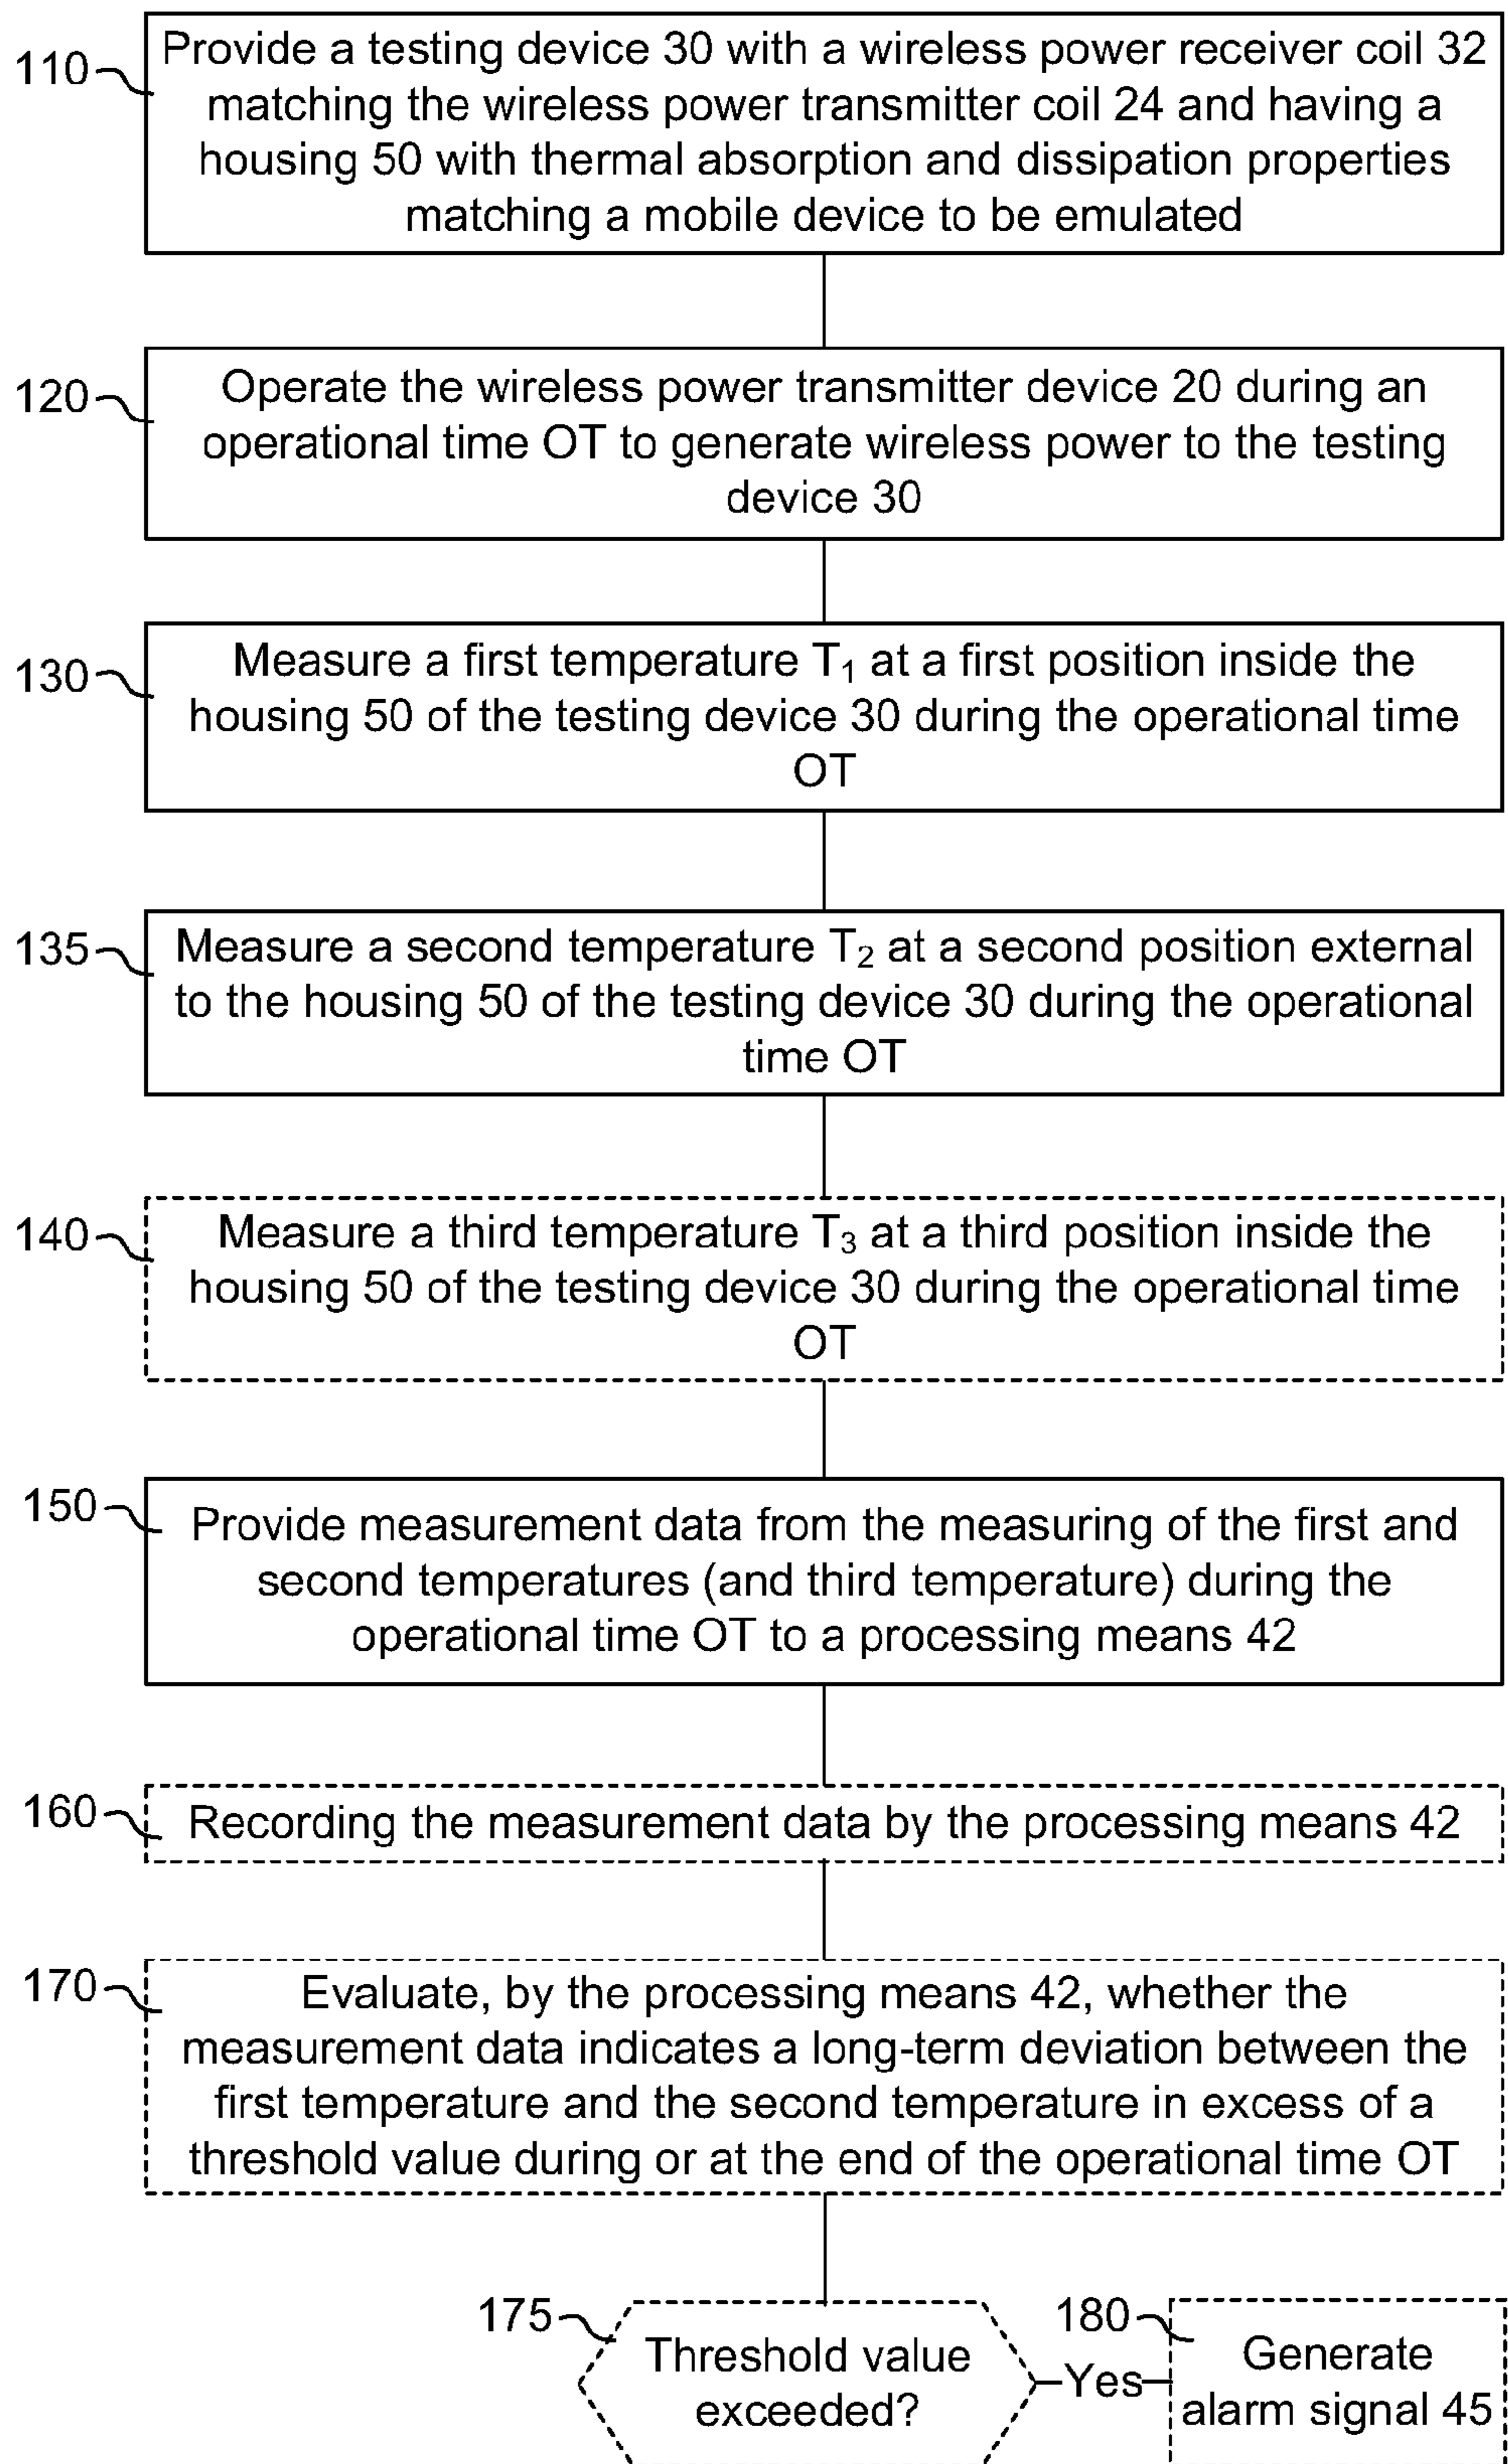 110
Provide a testing device 30 with a wireless power receiver coil 32
matching the wireless power transmitter coil 24 and having a
housing 50 with thermal absorption and dissipation properties
matching a mobile device to be emulated
120
Operate the wireless power transmitter device 20 during an
operational time OT to generate wireless power to the testing
device 30
130
Measure a first temperature T₁ at a first position inside the
housing 50 of the testing device 30 during the operational time
OT
135
Measure a second temperature T₂ at a second position external
to the housing 50 of the testing device 30 during the operational
time OT
140
Measure a third temperature T₃ at a third position inside the
housing 50 of the testing device 30 during the operational time
OT
150
Provide measurement data from the measuring of the first and
second temperatures (and third temperature) during the
operational time OT to a processing means 42
160
Recording the measurement data by the processing means 42
170
Evaluate, by the processing means 42, whether the
measurement data indicates a long-term deviation between the
first temperature and the second temperature in excess of a
threshold value during or at the end of the operational time OT
175
Threshold value
exceeded?
Yes
180
Generate
alarm signal 45